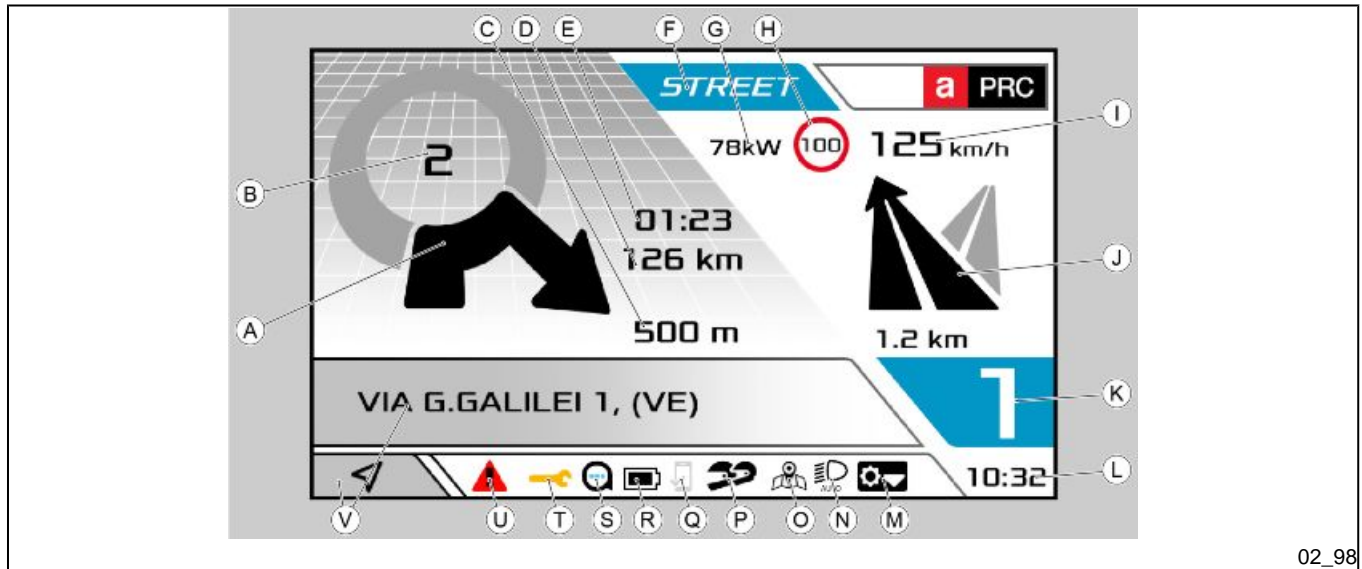 C D E F G H
STREET a PRC
78kW 100 125 km/h I
2
B
01:23
126 km
J
A
500 m 1.2 km
VIA G.GALILEI 1, (VE) 1 K
AUTO 10:32 L
V U T S R Q P O N M
02_98